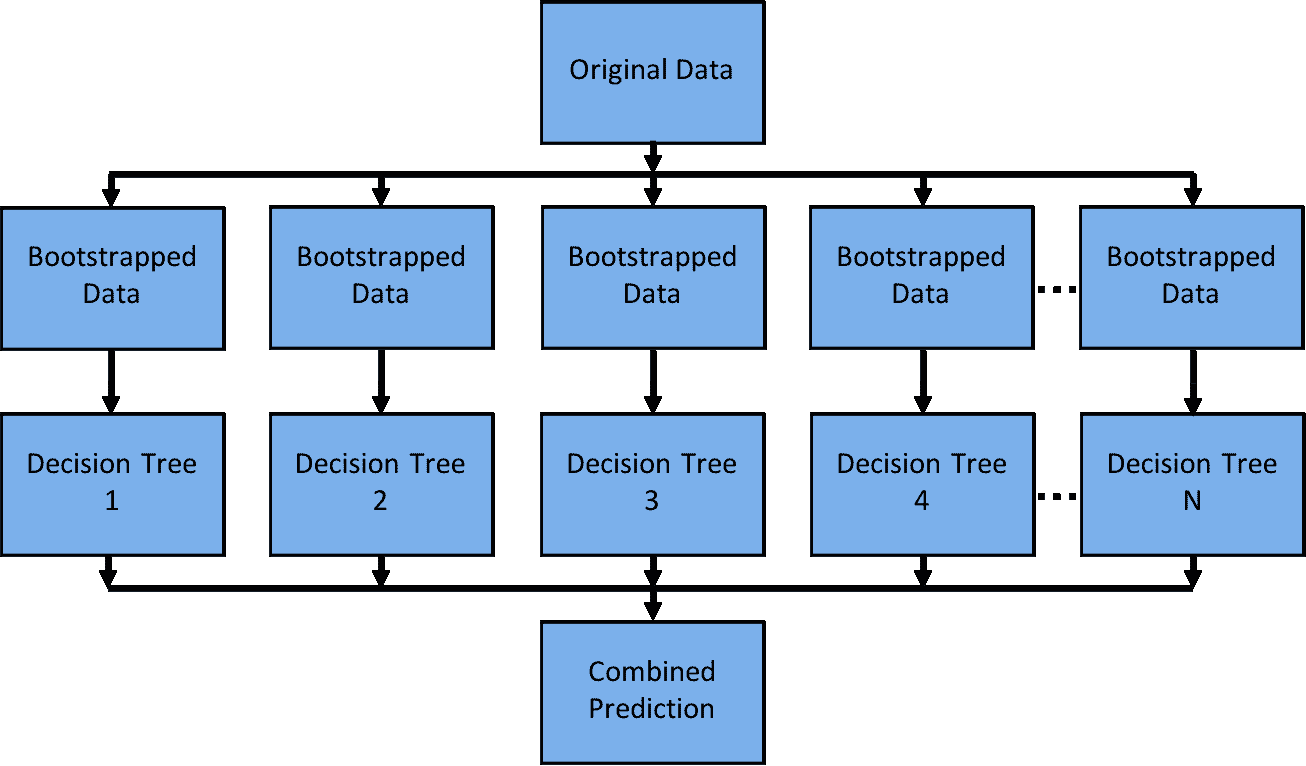 Original Data
Bootstrapped
Data
Bootstrapped
Data
Bootstrapped
Data
Bootstrapped
Data
Bootstrapped
Data
Decision Tree
1
Decision Tree
2
Decision Tree
3
Decision Tree
4
Decision Tree
N
Combined
Prediction